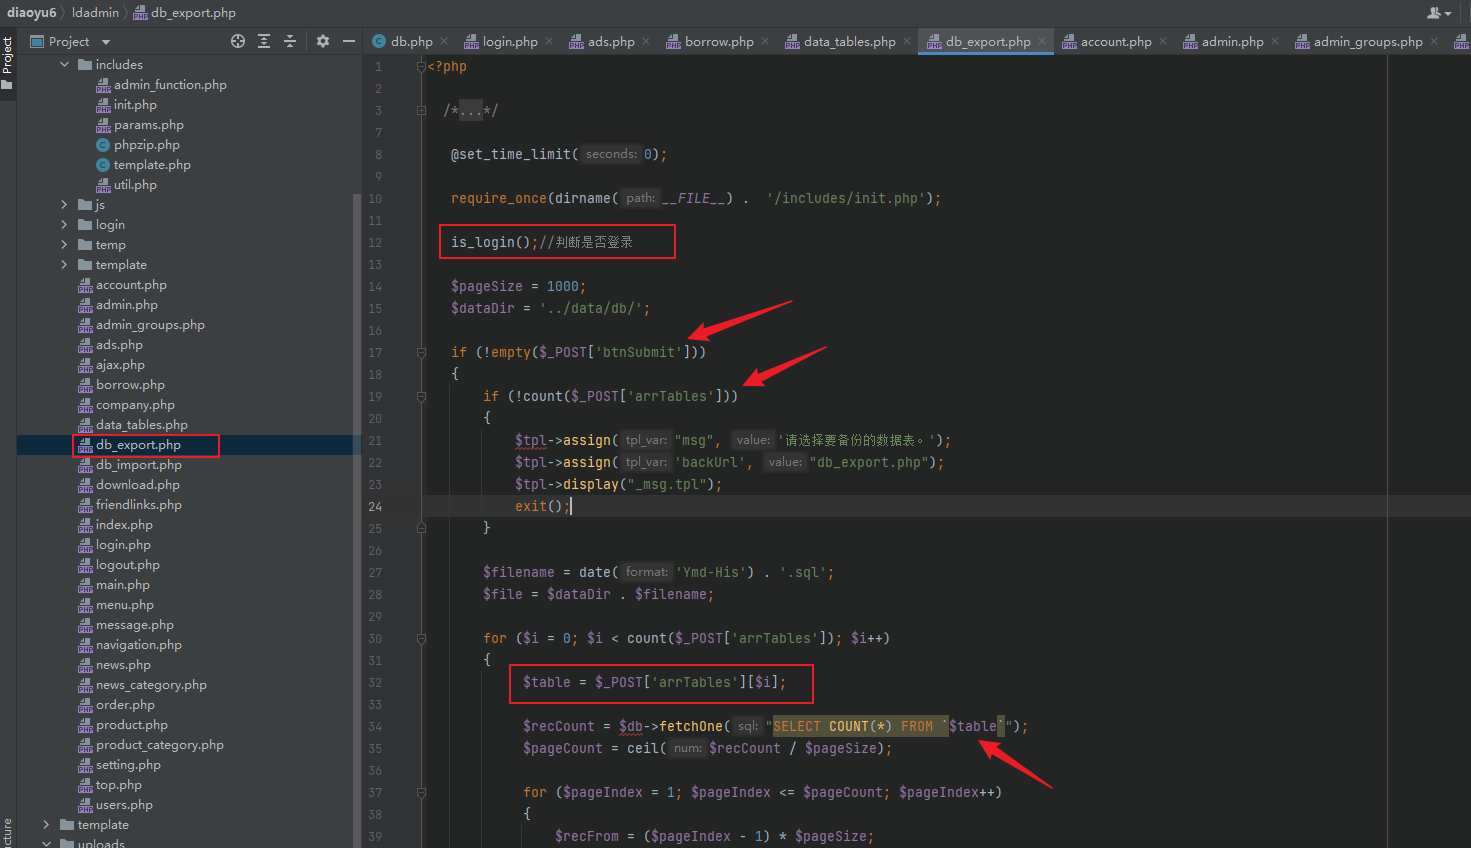 diaoyu6 › ldadmin › db_export.php
Project
Project
includes
admin_function.php
init.php
params.php
phpzip.php
template.php
util.php
js
login
temp
template
account.php
admin.php
admin_groups.php
ads.php
ajax.php
borrow.php
company.php
data_tables.php
db_export.php
db_import.php
download.php
friendlinks.php
index.php
login.php
logout.php
main.php
menu.php
message.php
navigation.php
news.php
news_category.php
order.php
product.php
product_category.php
setting.php
top.php
users.php
template
uploads
db.php
login.php
ads.php
borrow.php
data_tables.php
db_export.php
account.php
admin.php
admin_groups.php
1 <?php
2
3 /*...*/
7
8 @set_time_limit( seconds: 0);
9
10 require_once(dirname( path: __FILE__) . '/includes/init.php');
11
12 is_login();//判断是否登录
13
14 $pageSize = 1000;
15 $dataDir = '../data/db/';
16
17 if (!empty($_POST['btnSubmit']))
18 {
19 if (!count($_POST['arrTables']))
20 {
21 $tpl->assign( tpl_var: "msg", value: '请选择要备份的数据表。');
22 $tpl->assign( tpl_var: 'backUrl', value: "db_export.php");
23 $tpl->display("_msg.tpl");
24 exit();
25 }
26
27 $filename = date( format: 'Ymd-His') . '.sql';
28 $file = $dataDir . $filename;
29
30 for ($i = 0; $i < count($_POST['arrTables']); $i++)
31 {
32 $table = $_POST['arrTables'][$i];
33
34 $recCount = $db->fetchOne( sql: "SELECT COUNT(*) FROM `$table`");
35 $pageCount = ceil( num: $recCount / $pageSize);
36
37 for ($pageIndex = 1; $pageIndex <= $pageCount; $pageIndex++)
38 {
39 $recFrom = ($pageIndex - 1) * $pageSize;